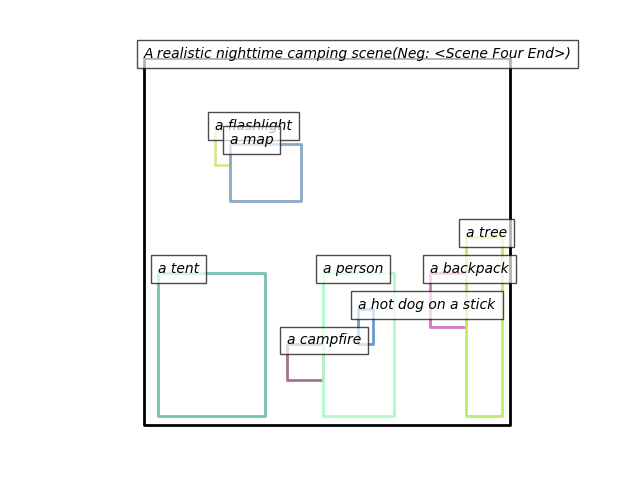 A realistic nighttime camping scene(Neg: <Scene Four End>)
a flashlight
a map
a tree
a tent
a person
a backpack
a hot dog on a stick
a campfire